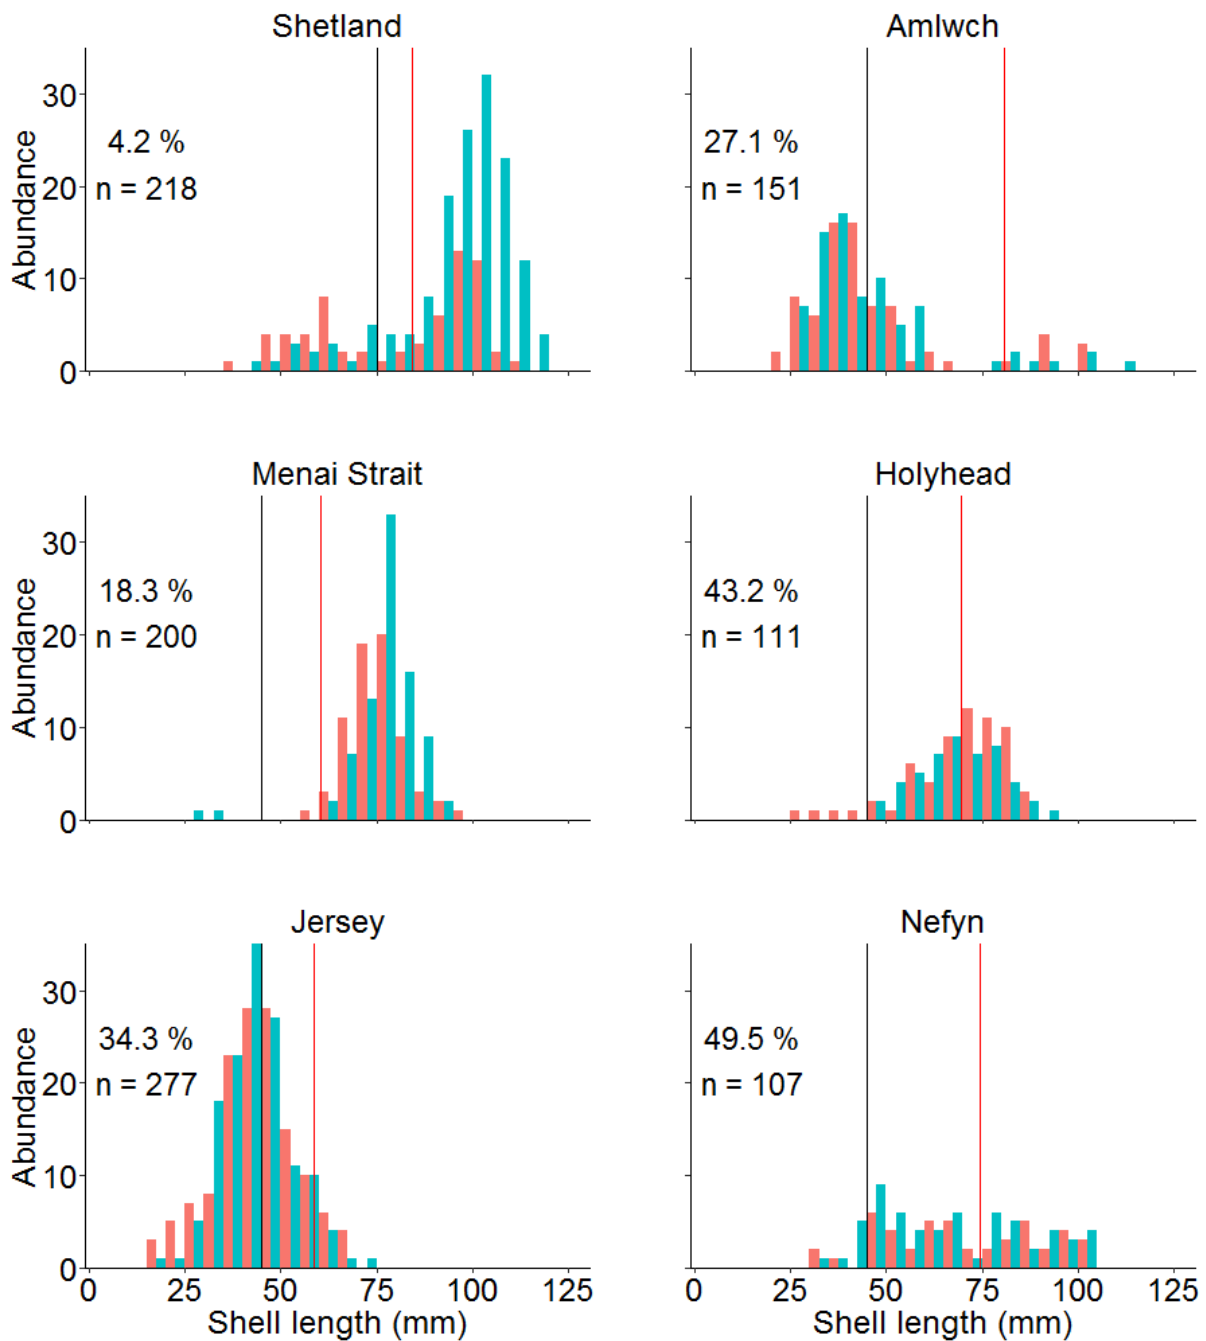 Shetland
Amlwch
Abundance
30
20
10
0
4.2 %
n = 218
27.1 %
n = 151
Menai Strait
Holyhead
Abundance
30
20
10
0
18.3 %
n = 200
43.2 %
n = 111
Jersey
Nefyn
Abundance
30
20
10
0
34.3 %
n = 277
49.5 %
n = 107
0 25 50 75 100 125
0 25 50 75 100 125
Shell length (mm)
Shell length (mm)